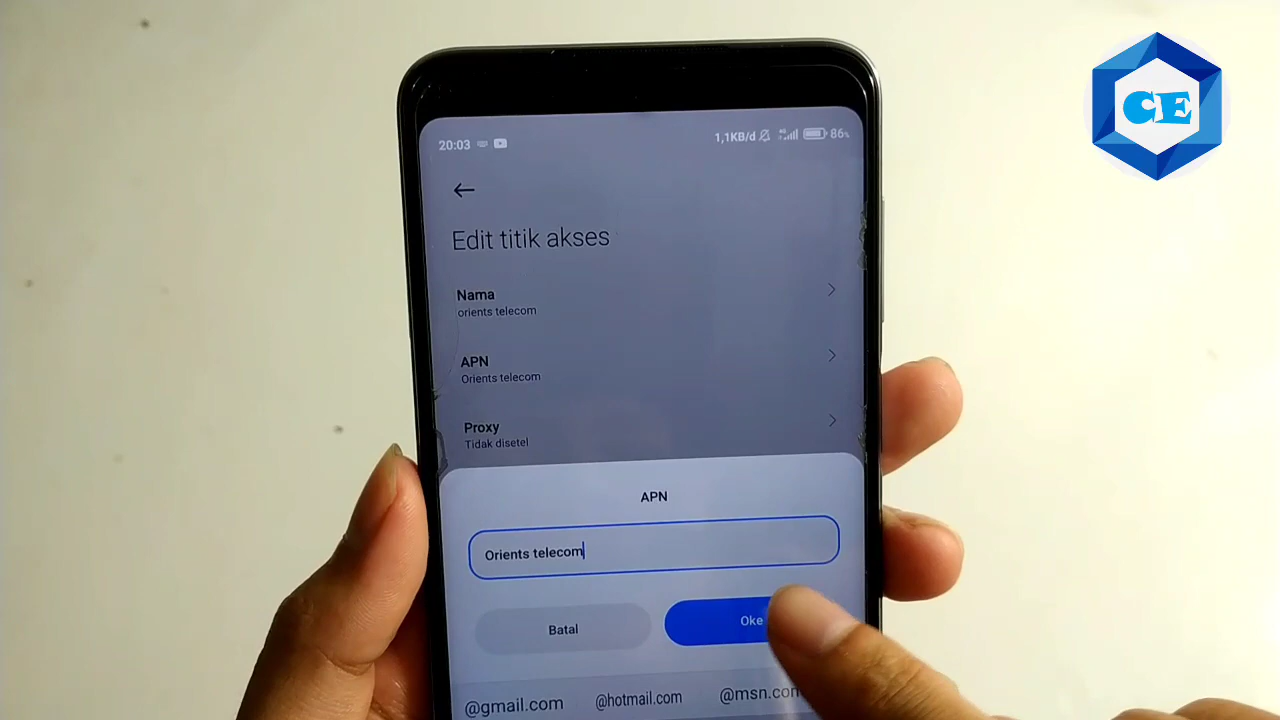 CE
20:03 1,1KB/d 86%
Edit titik akses
Nama
orients telecom
APN
Orients telecom
Proxy
Tidak disetel
APN
Orients telecom
Batal Oke
@gmail.com @hotmail.com @msn.com